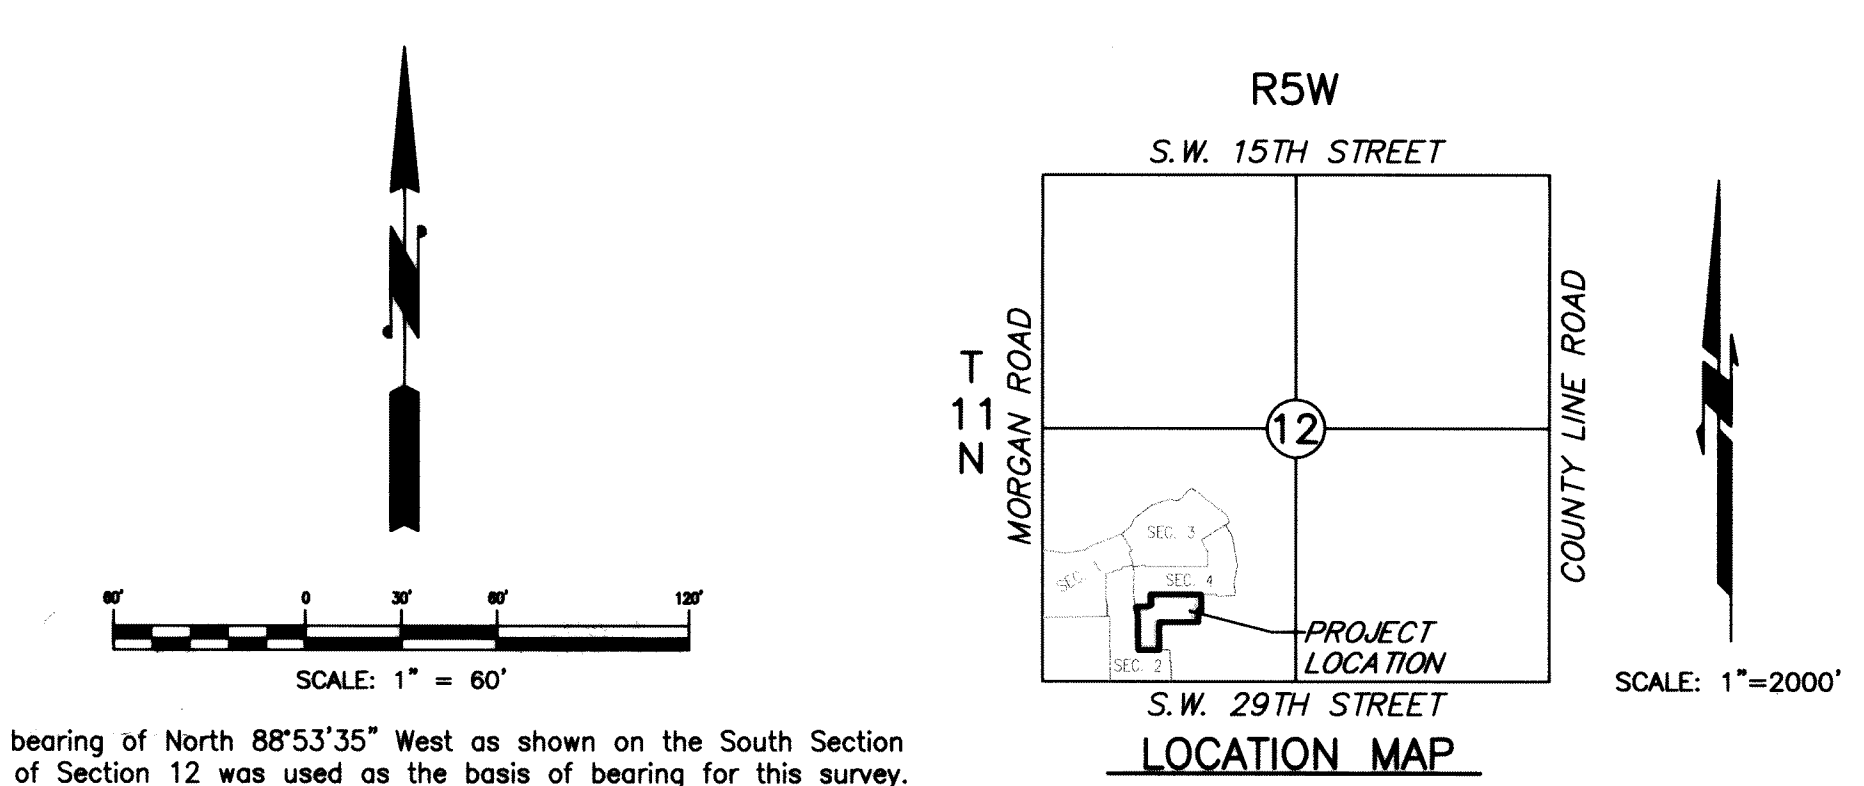 60' 0 30' 60' 120'
SCALE: 1" = 60'
bearing of North 88°53'35" West as shown on the South Section
of Section 12 was used as the basis of bearing for this survey.
R5W
S.W. 15TH STREET
T
11
N
MORGAN ROAD
COUNTY LINE ROAD
12
SEC. 3
SEC. 1
SEC. 4
SEC. 2
PROJECT
LOCATION
S.W. 29TH STREET
LOCATION MAP
N
N
SCALE: 1"=2000'